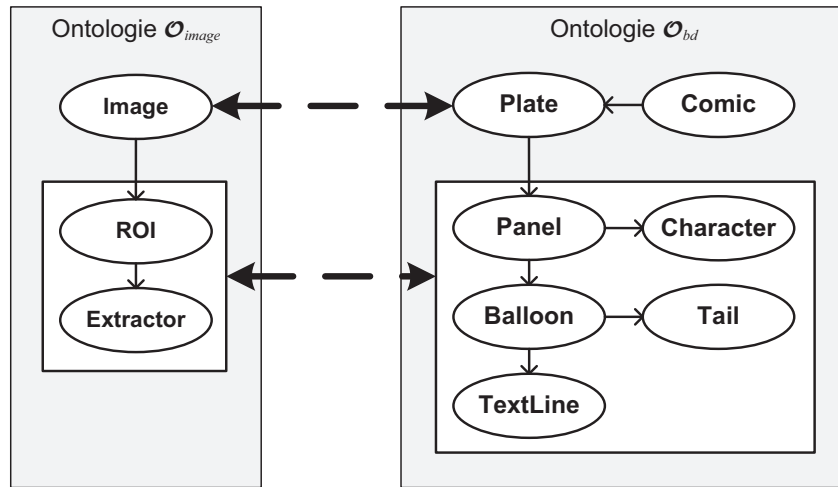 Ontologie 𝓞image
Image
ROI
Extractor
Ontologie 𝓞bd
Plate
Comic
Panel
Character
Balloon
Tail
TextLine